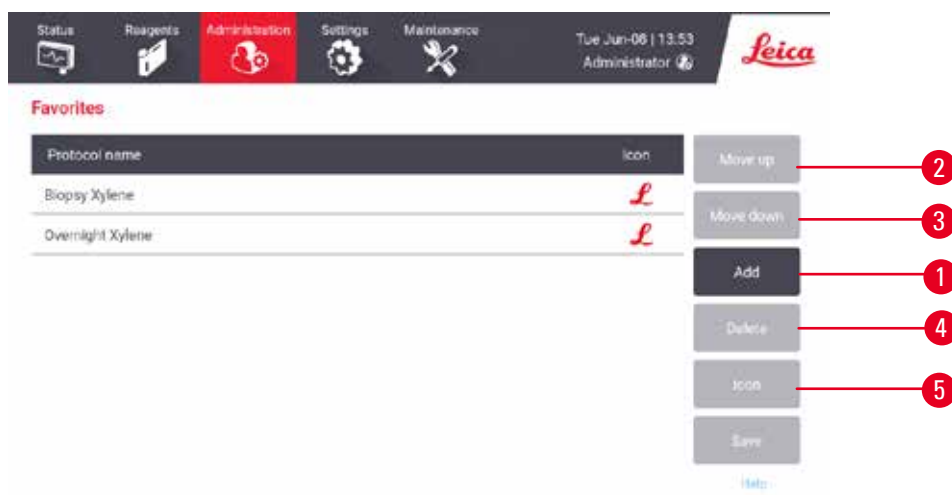 Status Reagents Administration Settings Maintenance
Tue Jun-06 | 13:53
Administrator
Leica
Favorites
Protocol name Icon
Biopsy Xylene L
Overnight Xylene L
Move up 2
Move down 3
Add 1
Delete 4
Icon 5
Save
Help